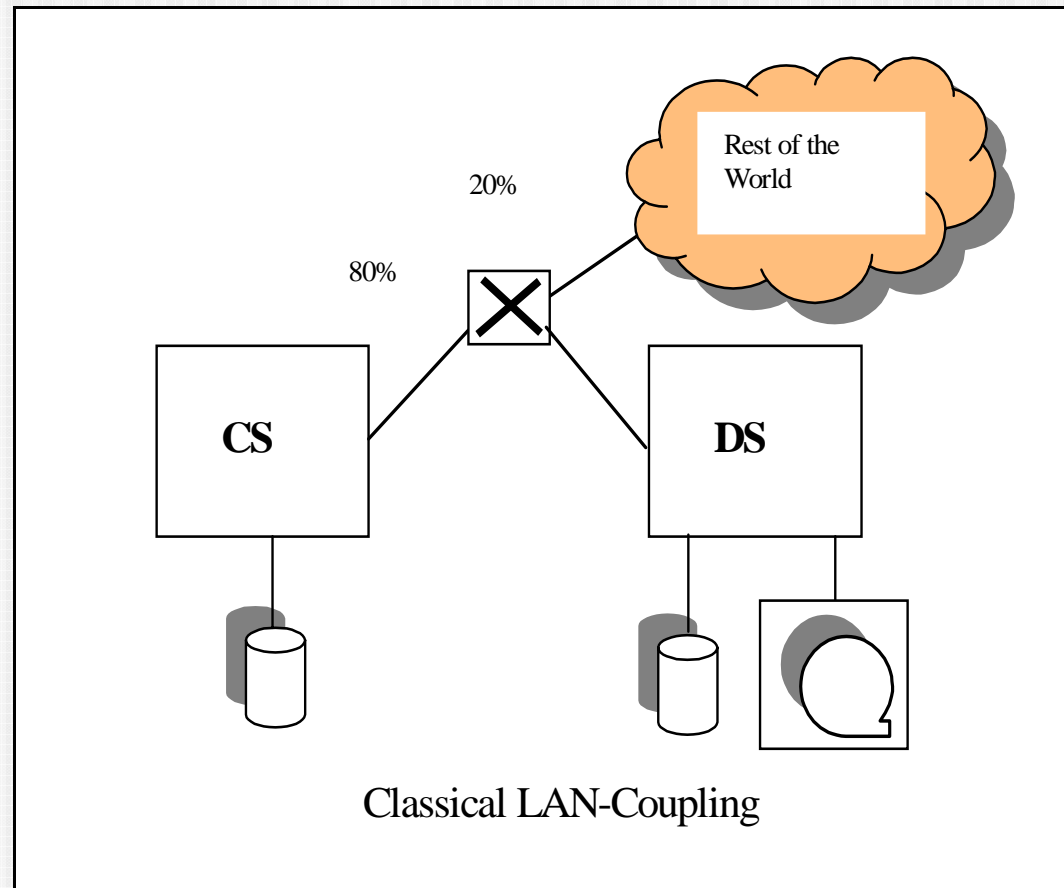 Rest of the
World
20%
80%
CS
DS
Classical LAN-Coupling